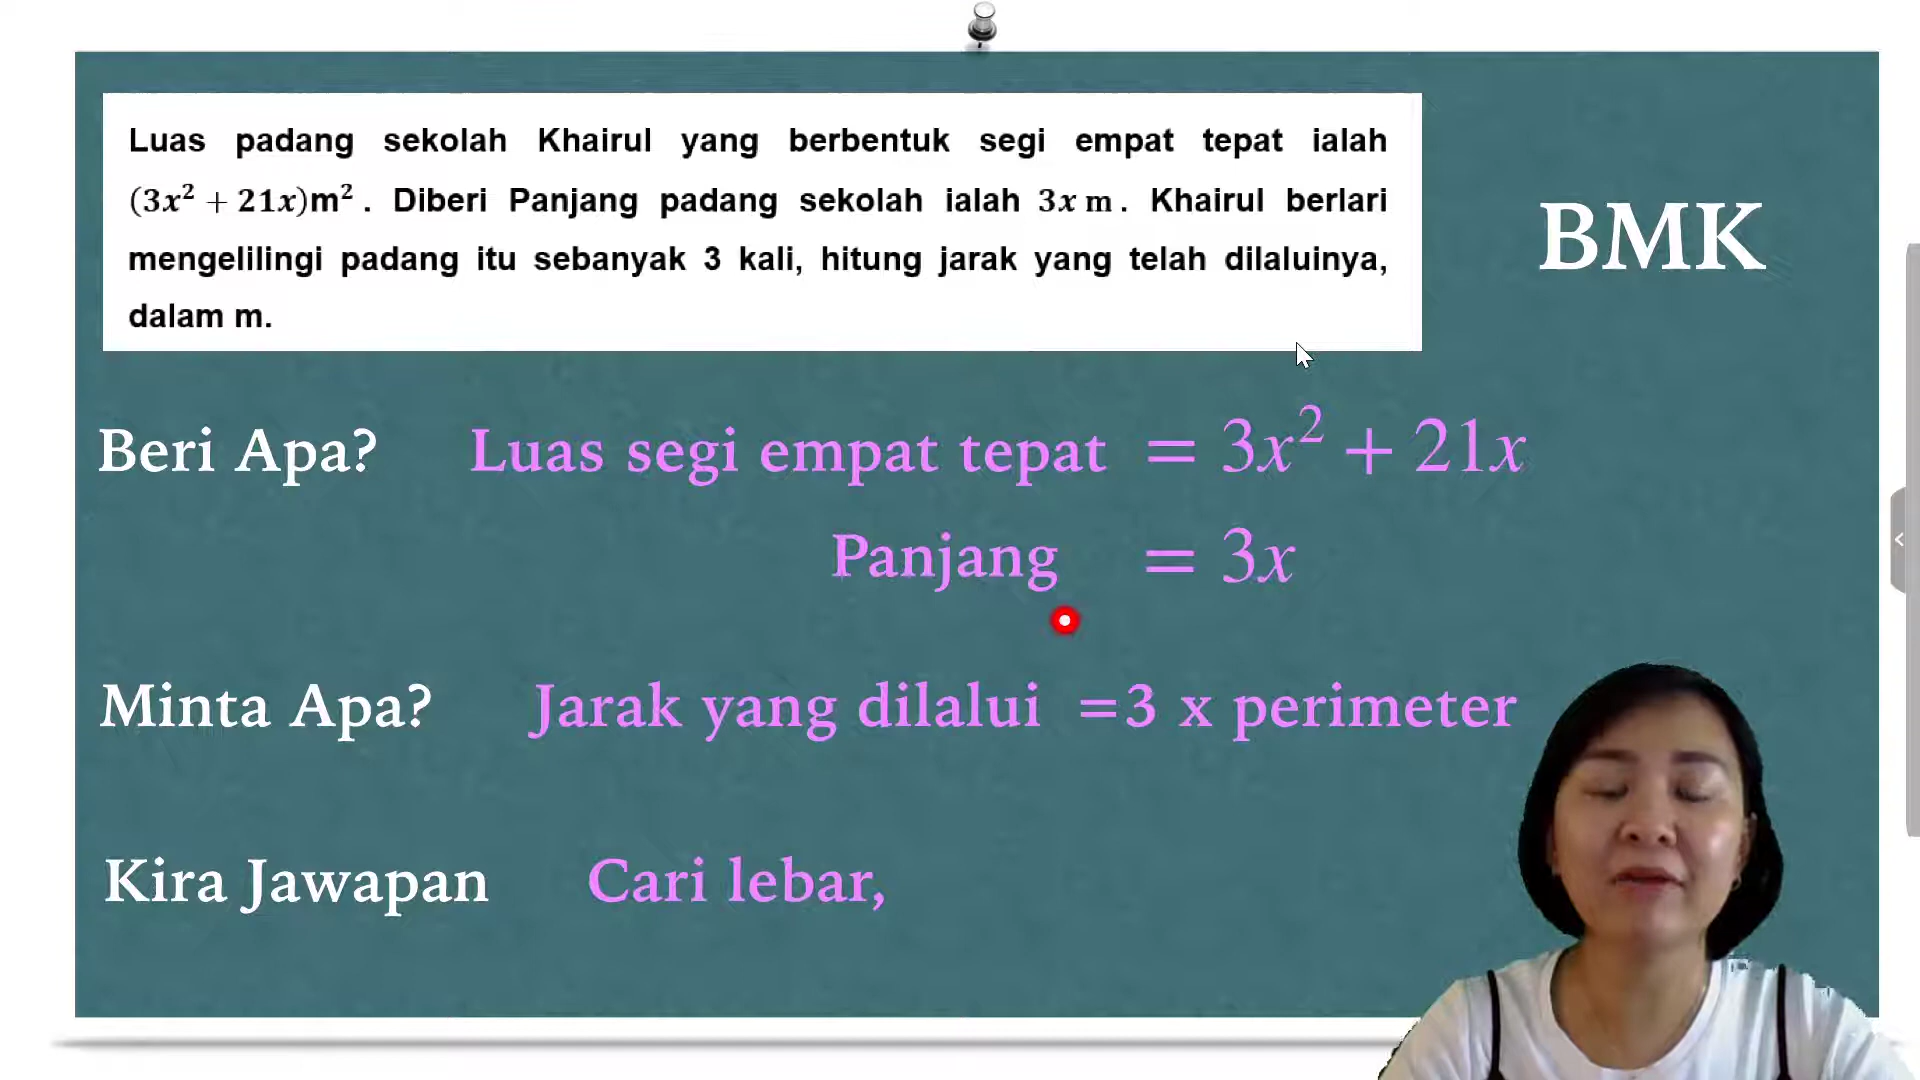 Luas padang sekolah Khairul yang berbentuk segi empat tepat ialah
(3x² + 21x)m². Diberi Panjang padang sekolah ialah 3x m. Khairul berlari
mengelilingi padang itu sebanyak 3 kali, hitung jarak yang telah dilaluinya,
dalam m.
BMK
Beri Apa? Luas segi empat tepat = 3x² + 21x
Panjang = 3x
Minta Apa? Jarak yang dilalui =3 x perimeter
Kira Jawapan Cari lebar,